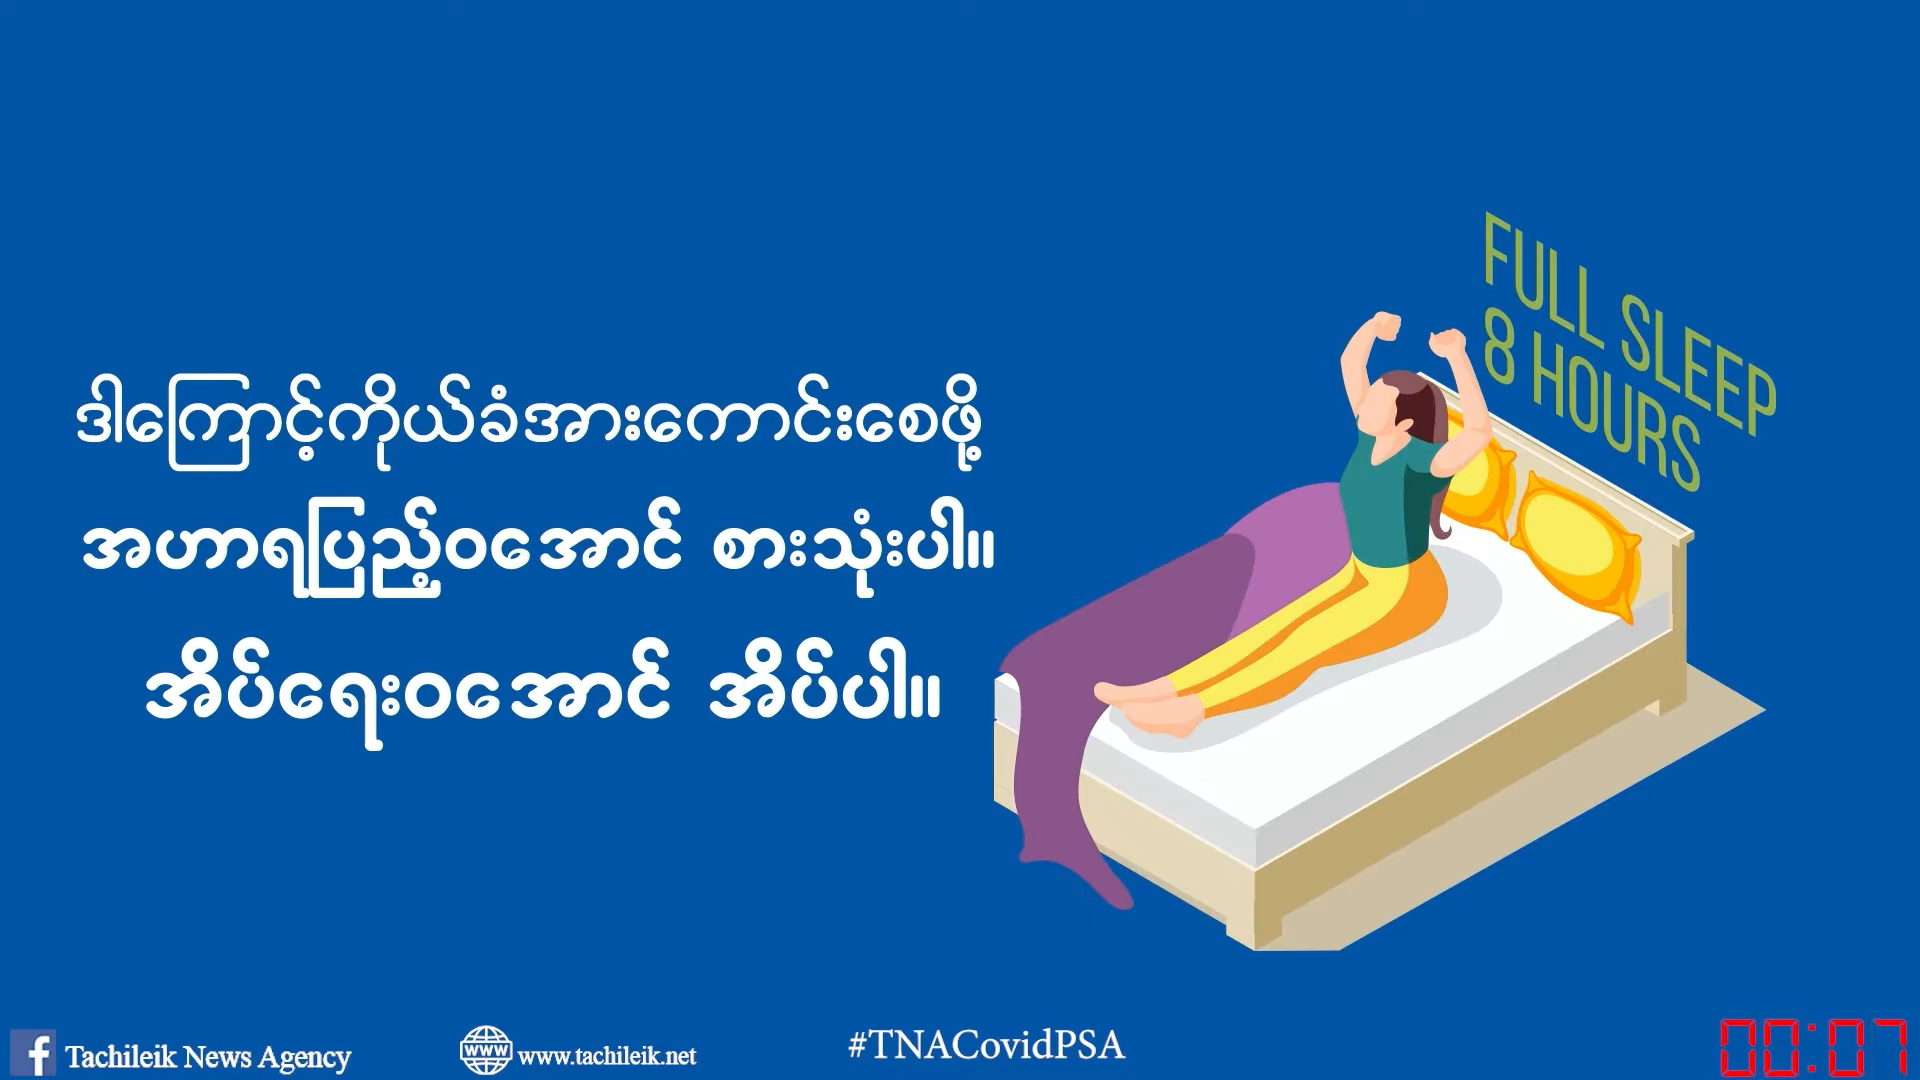 FULL SLEEP
8 HOURS
ဒါကြောင့်ကိုယ်ခံအားကောင်းစေဖို့
အဟာရပြည့်ဝအောင် စားသုံးပါ။
အိပ်ရေးဝအောင် အိပ်ပါ။
Tachileik News Agency
www www.tachileik.net
#TNACovidPSA
00:07